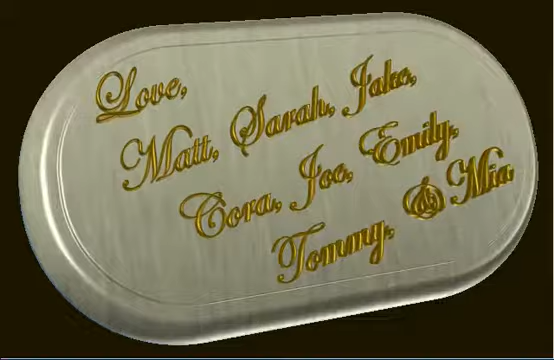 Love,
Matt, Sarah, Jake,
Cora, Joe, Emily,
Tommy, & Mia